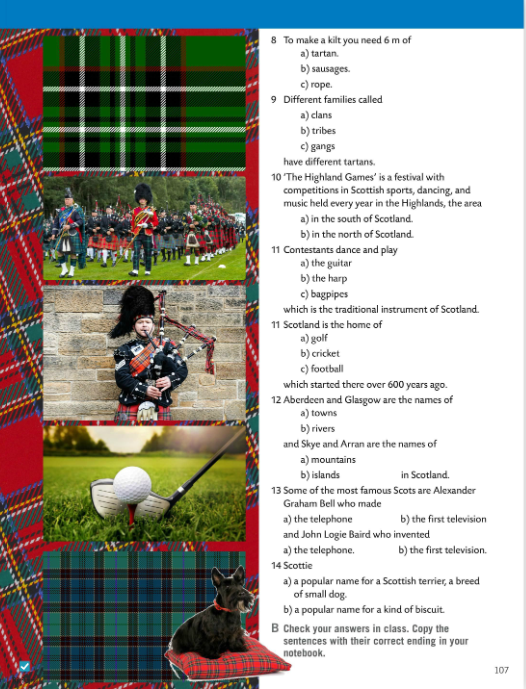 8 To make a kilt you need 6 m of
a) tartan.
b) sausages.
c) rope.
9 Different families called
a) clans
b) tribes
c) gangs
have different tartans.
10 ‘The Highland Games’ is a festival with
competitions in Scottish sports, dancing, and
music held every year in the Highlands, the area
a) in the south of Scotland.
b) in the north of Scotland.
11 Contestants dance and play
a) the guitar
b) the harp
c) bagpipes
which is the traditional instrument of Scotland.
11 Scotland is the home of
a) golf
b) cricket
c) football
which started there over 600 years ago.
12 Aberdeen and Glasgow are the names of
a) towns
b) rivers
and Skye and Arran are the names of
a) mountains
b) islands in Scotland.
13 Some of the most famous Scots are Alexander
Graham Bell who made
a) the telephone b) the first television
and John Logie Baird who invented
a) the telephone. b) the first television.
14 Scottie
a) a popular name for a Scottish terrier, a breed
of small dog.
b) a popular name for a kind of biscuit.
B Check your answers in class. Copy the
sentences with their correct ending in your
notebook.
107